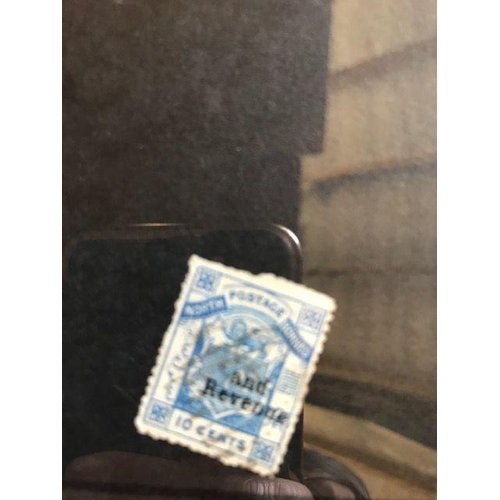 NORTH POSTAGE BORNEO
and
Revenue
10 CENTS